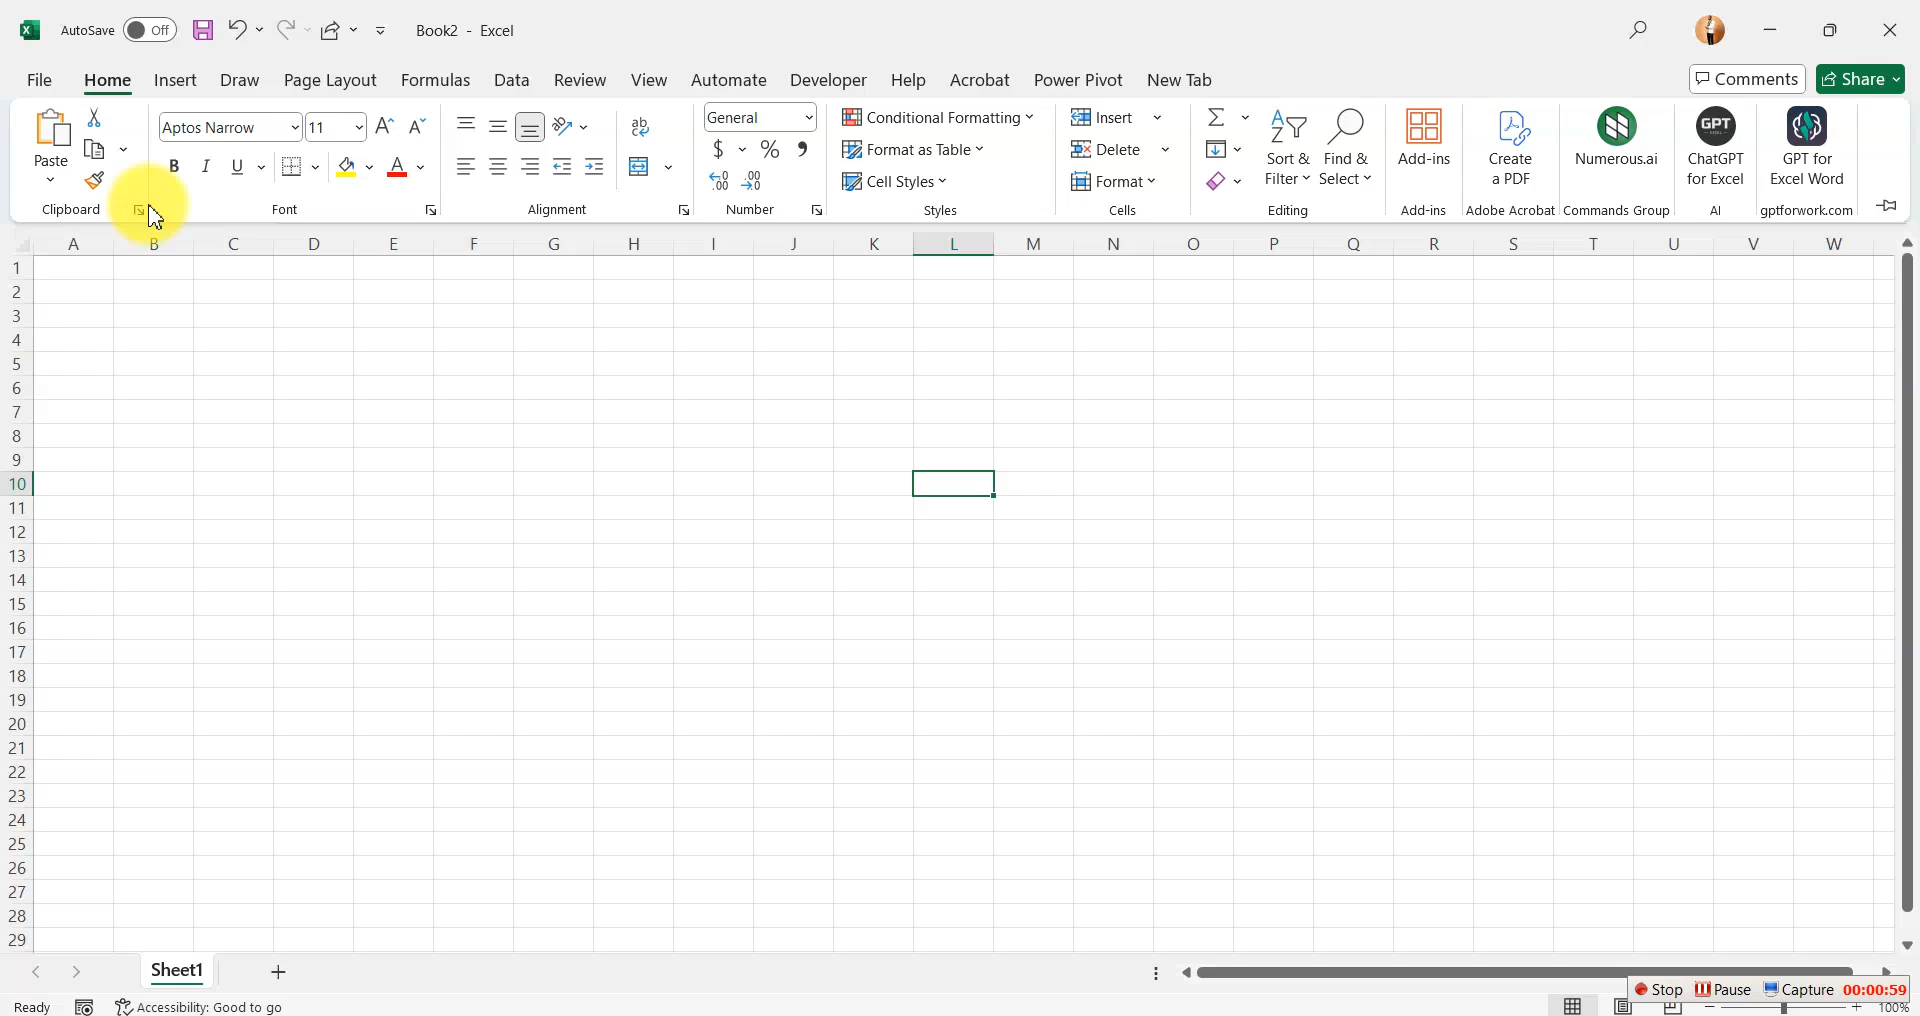 AutoSave Off Book2 - Excel
File Home Insert Draw Page Layout Formulas Data Review View Automate Developer Help Acrobat Power Pivot New Tab Comments Share
Paste
Clipboard
Aptos Narrow 11
B I U A
Font
ab
Alignment
General
$ % ,
.00 .00
Number
Conditional Formatting
Format as Table
Cell Styles
Styles
Insert
Delete
Format
Cells
Sort &
Filter
Find &
Select
Editing
Add-ins
Add-ins
Create
a PDF
Adobe Acrobat
Numerous.ai
Commands Group
GPT
ChatGPT
for Excel
AI
GPT for
Excel Word
gptforwork.com
A B C D E F G H I J K L M N O P Q R S T U V W
1
2
3
4
5
6
7
8
9
10
11
12
13
14
15
16
17
18
19
20
21
22
23
24
25
26
27
28
29
Sheet1
Stop Pause Capture 00:00:59
Ready Accessibility: Good to go 100%